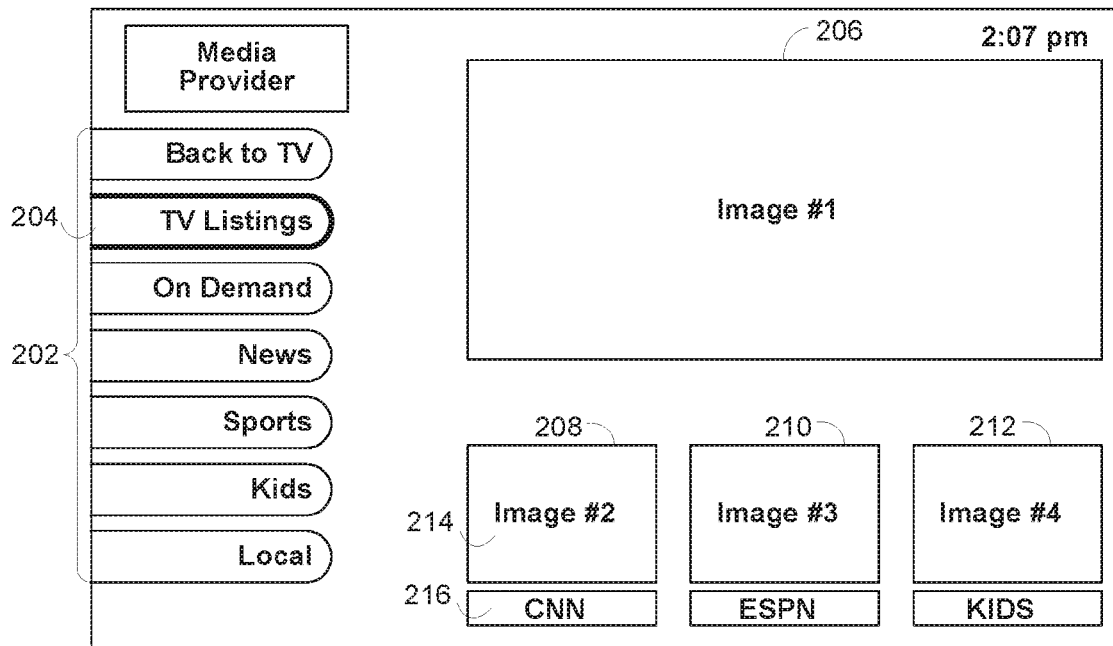 206
2:07 pm
Media
Provider
Back to TV
204
TV Listings
Image #1
On Demand
202
News
Sports
Kids
Local
208
210
212
214
Image #2
Image #3
Image #4
216
CNN
ESPN
KIDS